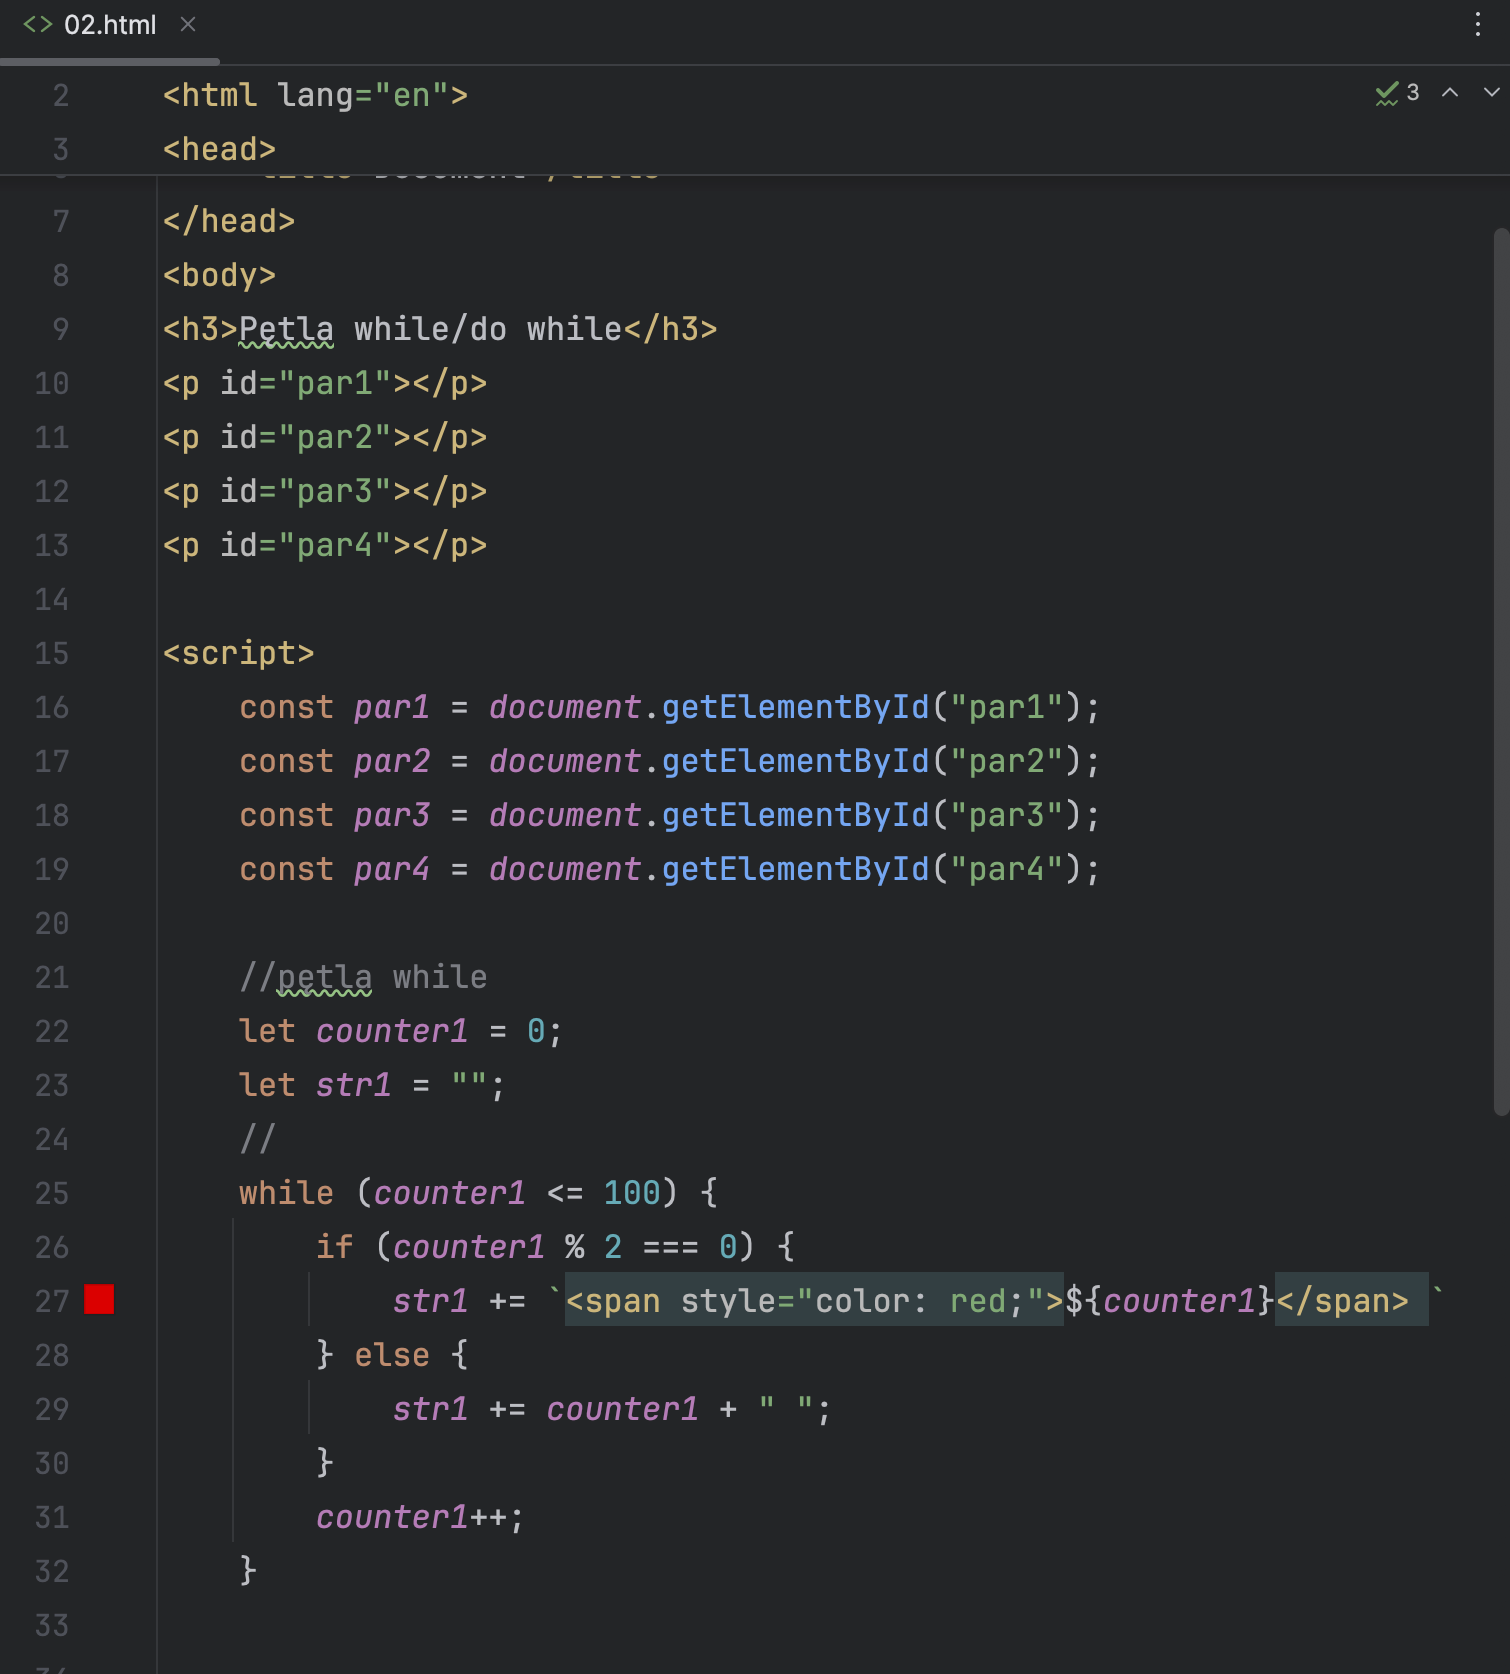 <> 02.html ×
3
2 <html lang="en">
3 <head>
7 </head>
8 <body>
9 <h3>Pętla while/do while</h3>
10 <p id="par1"></p>
11 <p id="par2"></p>
12 <p id="par3"></p>
13 <p id="par4"></p>
14
15 <script>
16     const par1 = document.getElementById("par1");
17     const par2 = document.getElementById("par2");
18     const par3 = document.getElementById("par3");
19     const par4 = document.getElementById("par4");
20
21     //pętla while
22     let counter1 = 0;
23     let str1 = "";
24     //
25     while (counter1 <= 100) {
26         if (counter1 % 2 === 0) {
27             str1 += `<span style="color: red;">${counter1}</span> `
28         } else {
29             str1 += counter1 + " ";
30         }
31         counter1++;
32     }
33